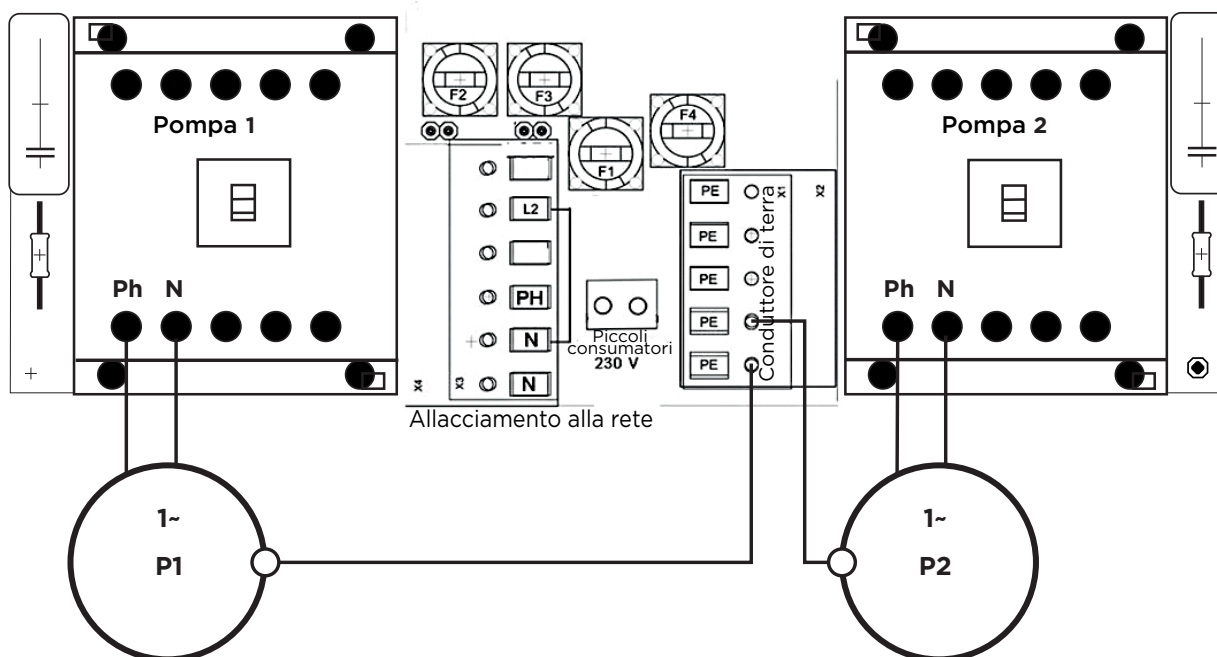 Pompa 1
Ph N
1~
P1
F2
F3
F1
F4
L2
PH
N
N
X4
X3
Allacciamento alla rete
Piccoli
consumatori
230 V
PE
PE
PE
PE
PE
Conduttore di terra
X1
X2
Pompa 2
Ph N
1~
P2